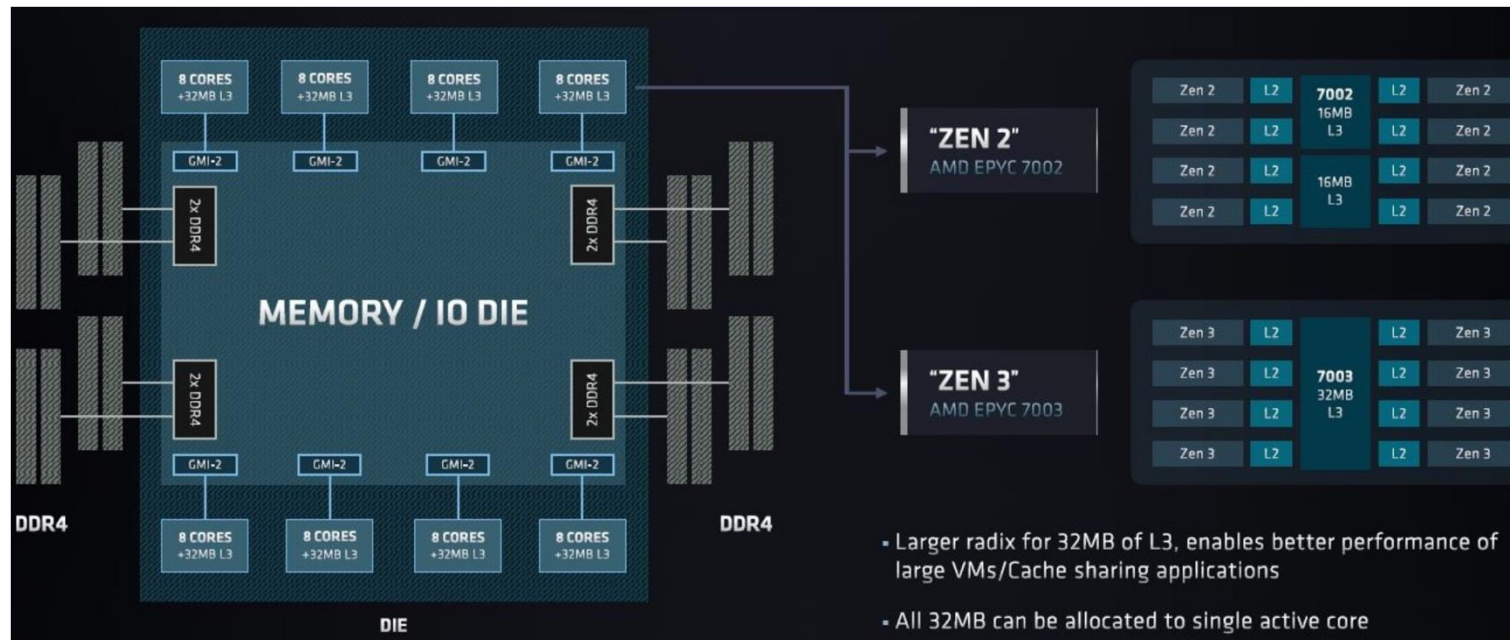 8 CORES
+32MB L3
8 CORES
+32MB L3
8 CORES
+32MB L3
8 CORES
+32MB L3
GMI-2
GMI-2
GMI-2
GMI-2
2x DDR4
2x DDR4
MEMORY / IO DIE
2x DDR4
2x DDR4
GMI-2
GMI-2
GMI-2
GMI-2
8 CORES
+32MB L3
8 CORES
+32MB L3
8 CORES
+32MB L3
8 CORES
+32MB L3
DDR4
DDR4
DIE
"ZEN 2"
AMD EPYC 7002
Zen 2 L2 L2 Zen 2
Zen 2 L2 L2 Zen 2
Zen 2 L2 L2 Zen 2
Zen 2 L2 L2 Zen 2
7002
16MB
L3
16MB
L3
"ZEN 3"
AMD EPYC 7003
Zen 3 L2 L2 Zen 3
Zen 3 L2 L2 Zen 3
Zen 3 L2 L2 Zen 3
Zen 3 L2 L2 Zen 3
7003
32MB
L3
▪ Larger radix for 32MB of L3, enables better performance of
large VMs/Cache sharing applications
▪ All 32MB can be allocated to single active core